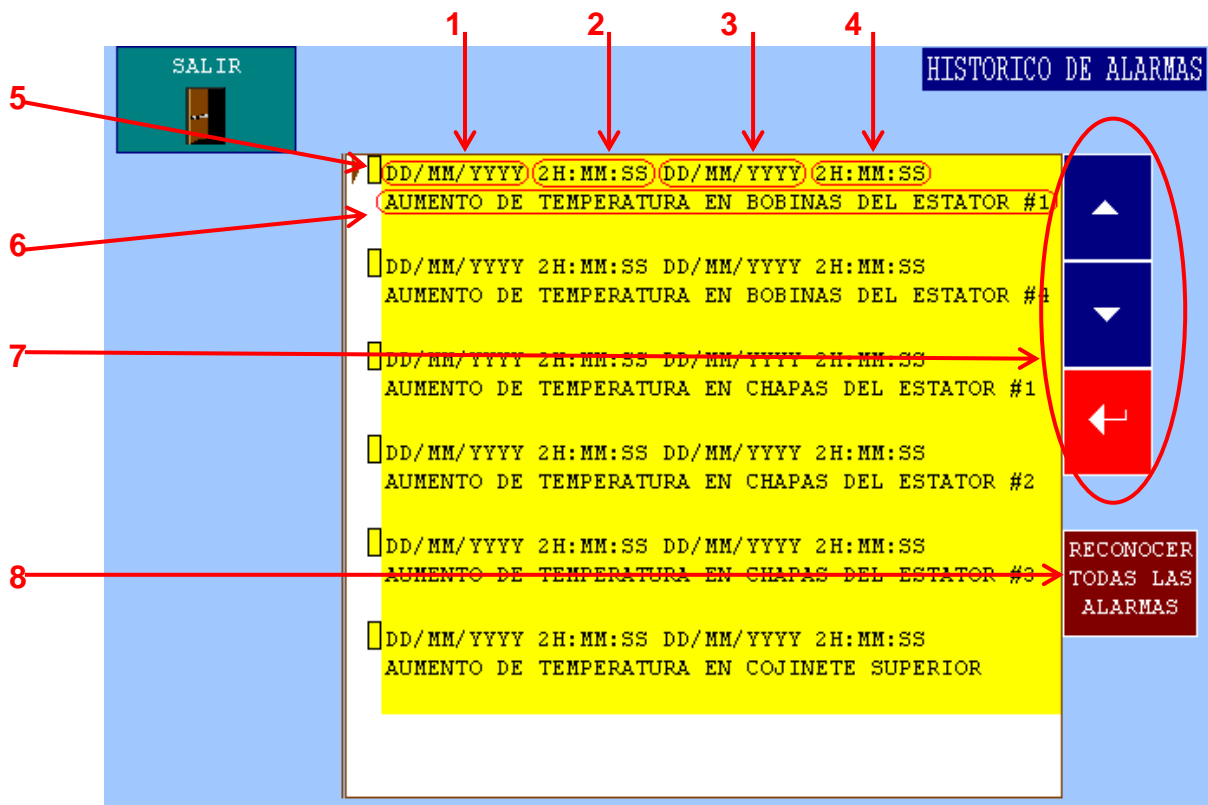 1 2 3 4
SALIR
HISTORICO DE ALARMAS
5
DD/MM/YYYY 2H:MM:SS DD/MM/YYYY 2H:MM:SS
AUMENTO DE TEMPERATURA EN BOBINAS DEL ESTATOR #1
6
DD/MM/YYYY 2H:MM:SS DD/MM/YYYY 2H:MM:SS
AUMENTO DE TEMPERATURA EN BOBINAS DEL ESTATOR #4
7
DD/MM/YYYY 2H:MM:SS DD/MM/YYYY 2H:MM:SS
AUMENTO DE TEMPERATURA EN CHAPAS DEL ESTATOR #1
DD/MM/YYYY 2H:MM:SS DD/MM/YYYY 2H:MM:SS
AUMENTO DE TEMPERATURA EN CHAPAS DEL ESTATOR #2
DD/MM/YYYY 2H:MM:SS DD/MM/YYYY 2H:MM:SS
8
AUMENTO DE TEMPERATURA EN CHAPAS DEL ESTATOR #3
RECONOCER
TODAS LAS
ALARMAS
DD/MM/YYYY 2H:MM:SS DD/MM/YYYY 2H:MM:SS
AUMENTO DE TEMPERATURA EN COJINETE SUPERIOR